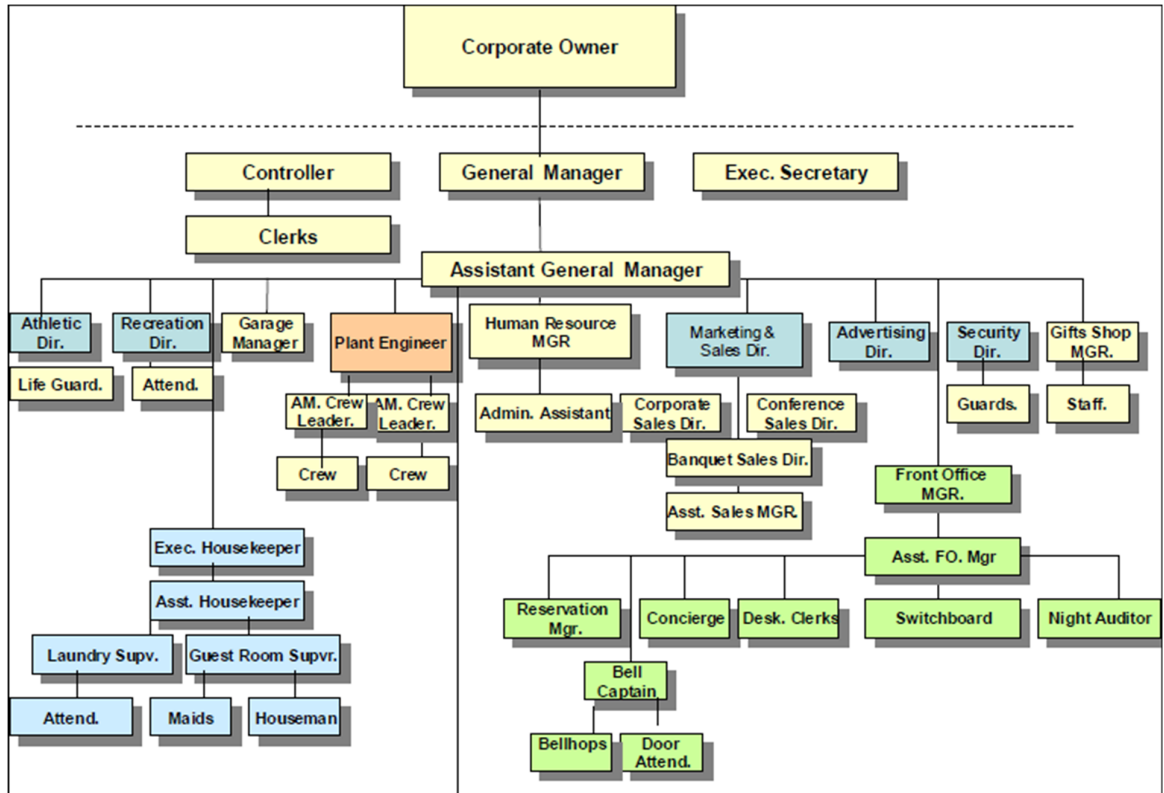 Corporate Owner
Controller
General Manager
Exec. Secretary
Clerks
Assistant General Manager
Athletic
Dir.
Recreation
Dir.
Garage
Manager
Plant Engineer
Human Resource
MGR
Marketing &
Sales Dir.
Advertising
Dir.
Security
Dir.
Gifts Shop
MGR.
Life Guard.
Attend.
AM. Crew
Leader.
AM. Crew
Leader.
Admin. Assistant
Corporate
Sales Dir.
Conference
Sales Dir.
Guards.
Staff.
Crew
Crew
Banquet Sales Dir.
Asst. Sales MGR.
Front Office
MGR.
Exec. Housekeeper
Asst. FO. Mgr
Asst. Housekeeper
Reservation
Mgr.
Concierge
Desk. Clerks
Switchboard
Night Auditor
Laundry Supv.
Guest Room Supvr.
Bell
Captain
Attend.
Maids
Houseman
Bellhops
Door
Attend.